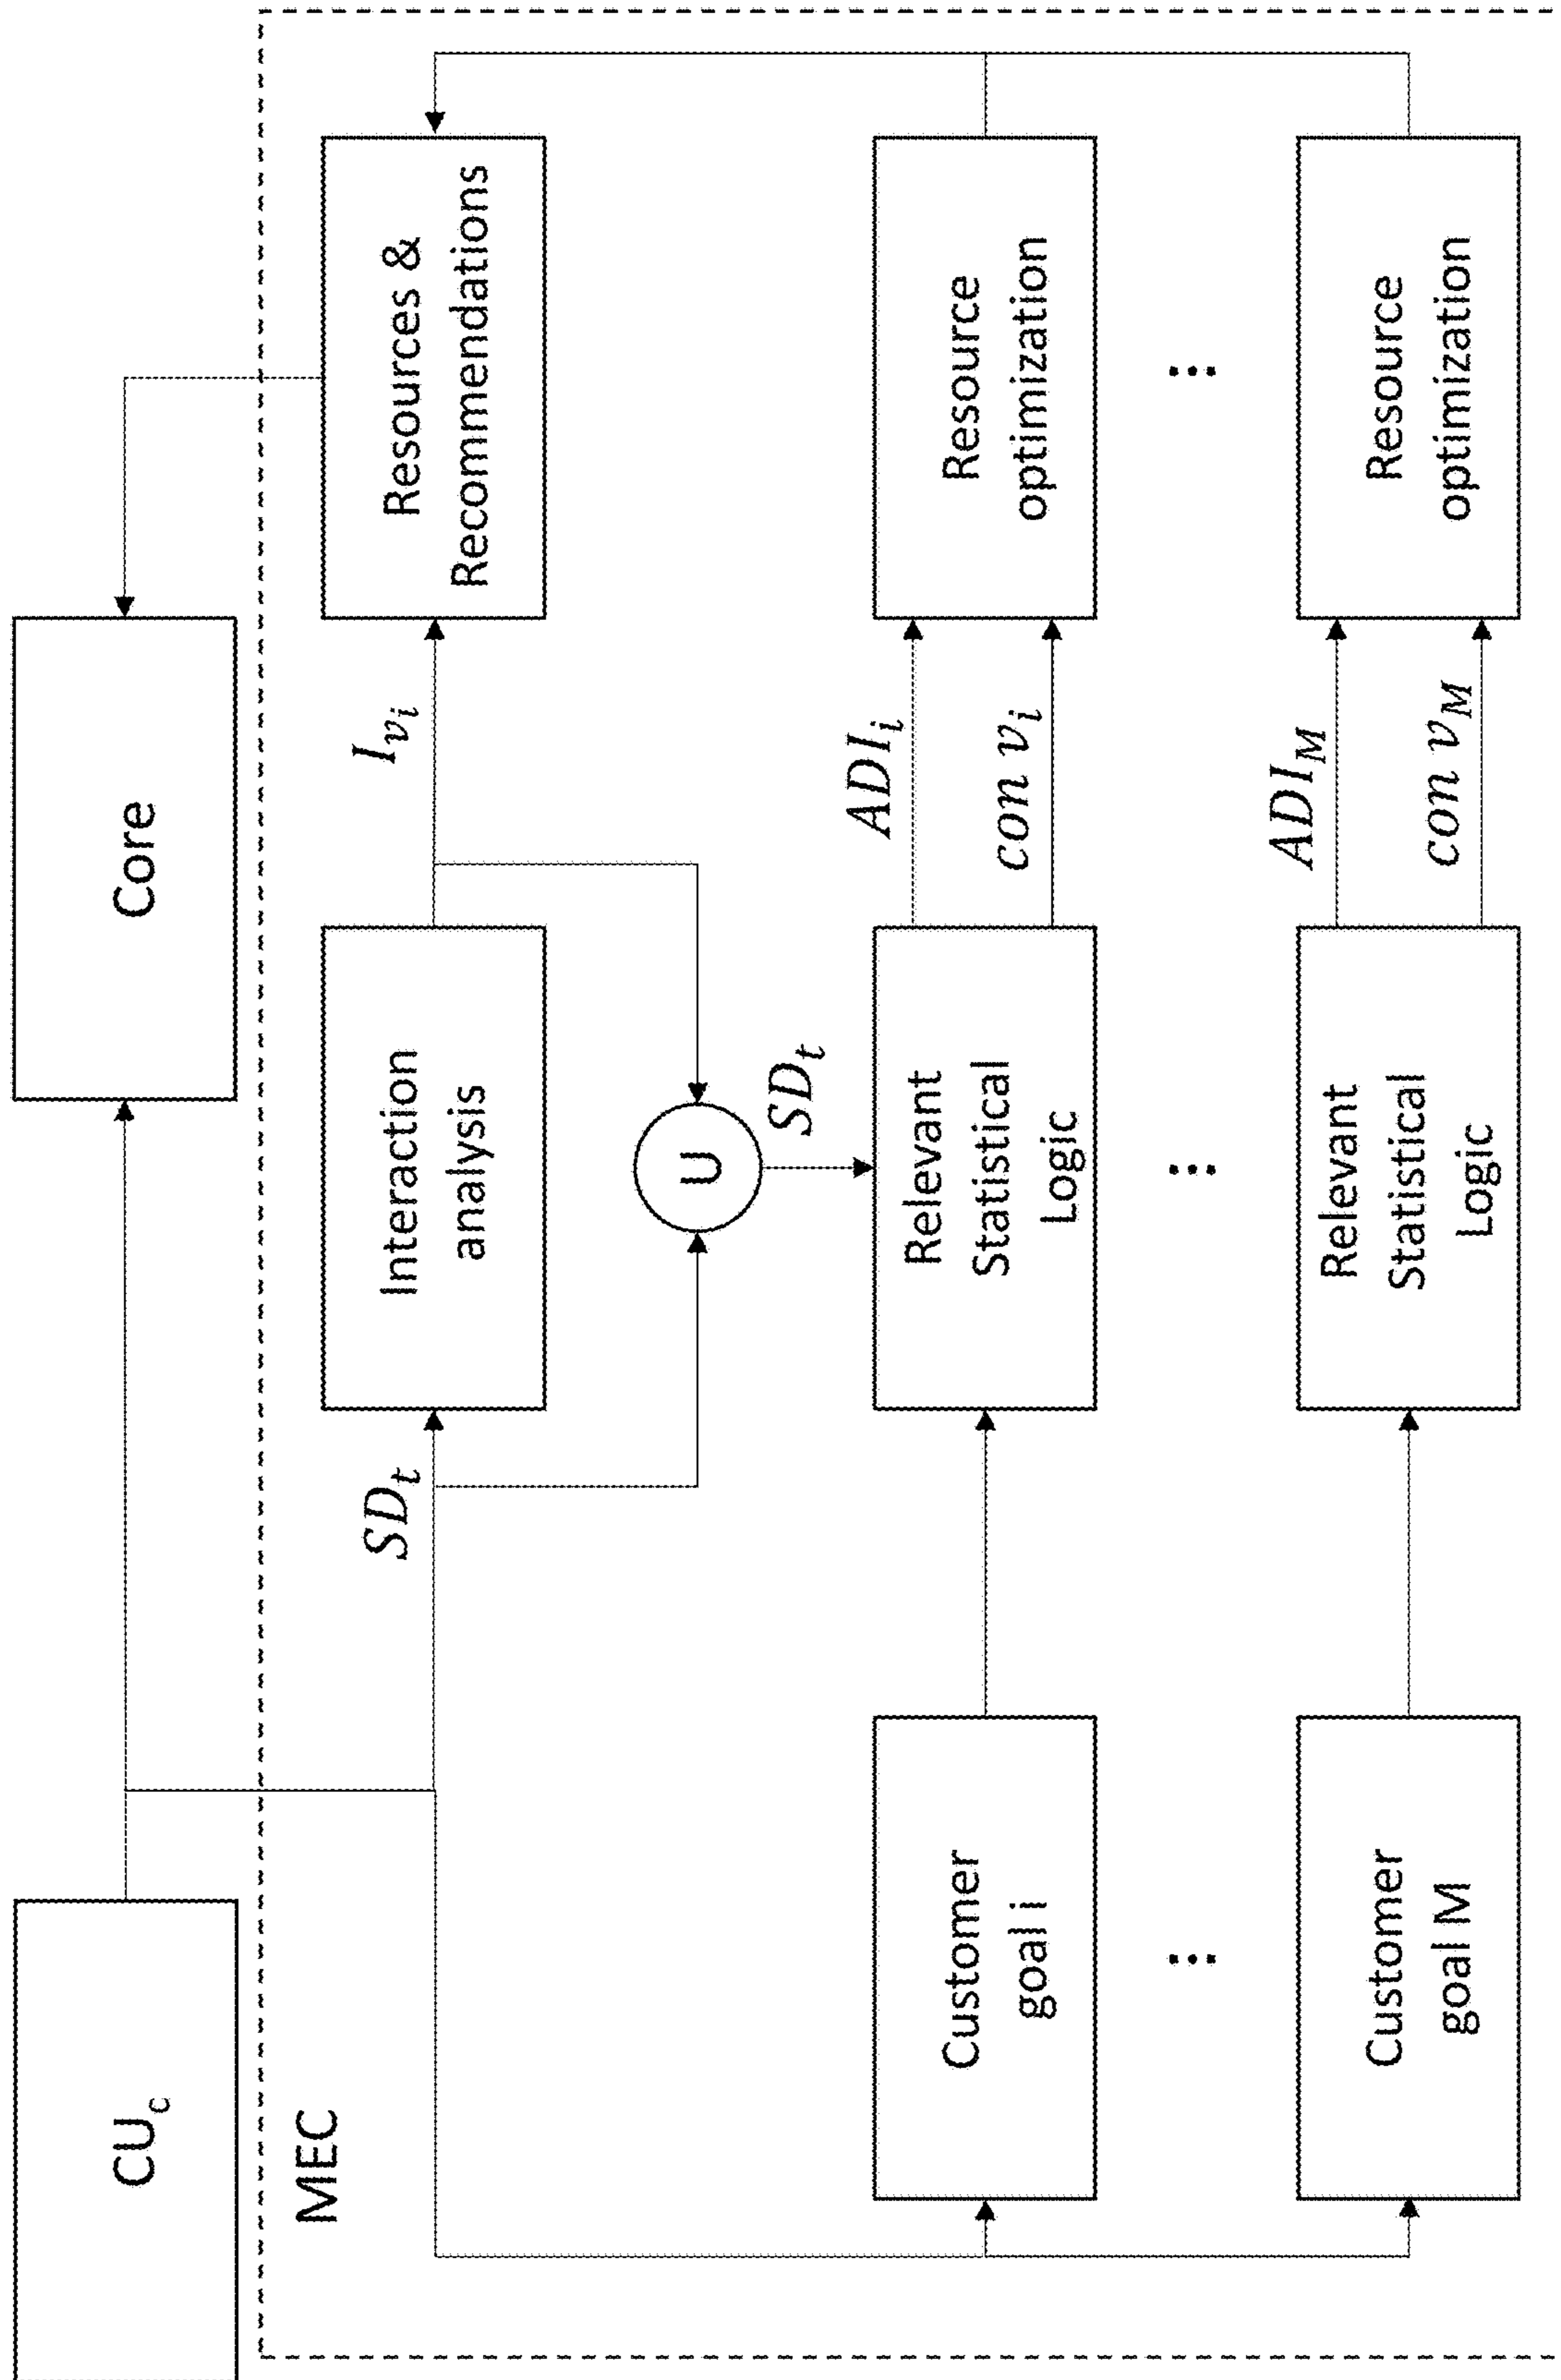 CU_c
Core
MEC
SD_t
Interaction
analysis
I_{v_i}
Resources &
Recommendations
U
SD_t
Customer
goal i
Relevant
Statistical
Logic
ADI_i
con v_i
Resource
optimization
...
...
...
Customer
goal M
Relevant
Statistical
Logic
ADI_M
con v_M
Resource
optimization